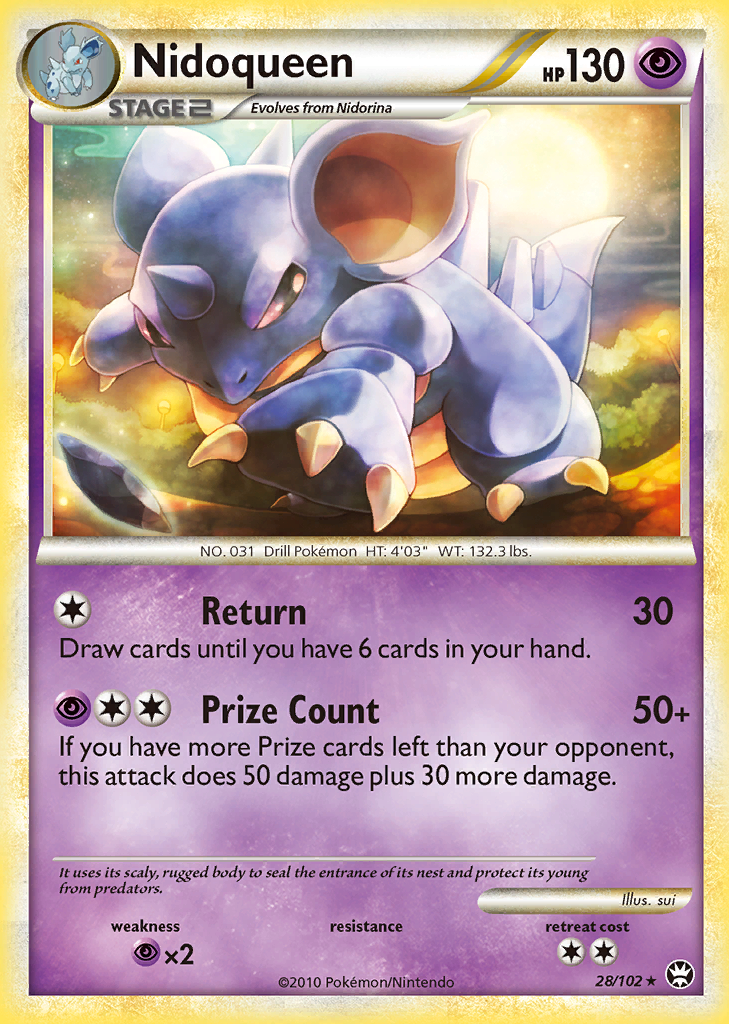 Nidoqueen
HP 130
STAGE 2
Evolves from Nidorina
NO. 031 Drill Pokémon HT: 4'03" WT: 132.3 lbs.
Return 30
Draw cards until you have 6 cards in your hand.
Prize Count 50+
If you have more Prize cards left than your opponent,
this attack does 50 damage plus 30 more damage.
It uses its scaly, rugged body to seal the entrance of its nest and protect its young
from predators.
Illus. sui
weakness resistance retreat cost
×2
©2010 Pokémon/Nintendo
28/102 ★